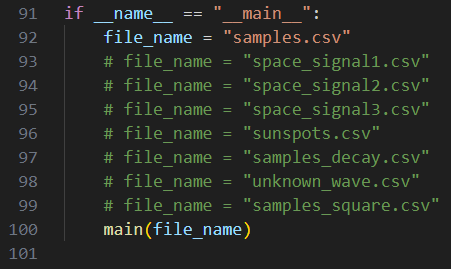 91 if __name__ == "__main__":
92     file_name = "samples.csv"
93     # file_name = "space_signal1.csv"
94     # file_name = "space_signal2.csv"
95     # file_name = "space_signal3.csv"
96     # file_name = "sunspots.csv"
97     # file_name = "samples_decay.csv"
98     # file_name = "unknown_wave.csv"
99     # file_name = "samples_square.csv"
100     main(file_name)
101